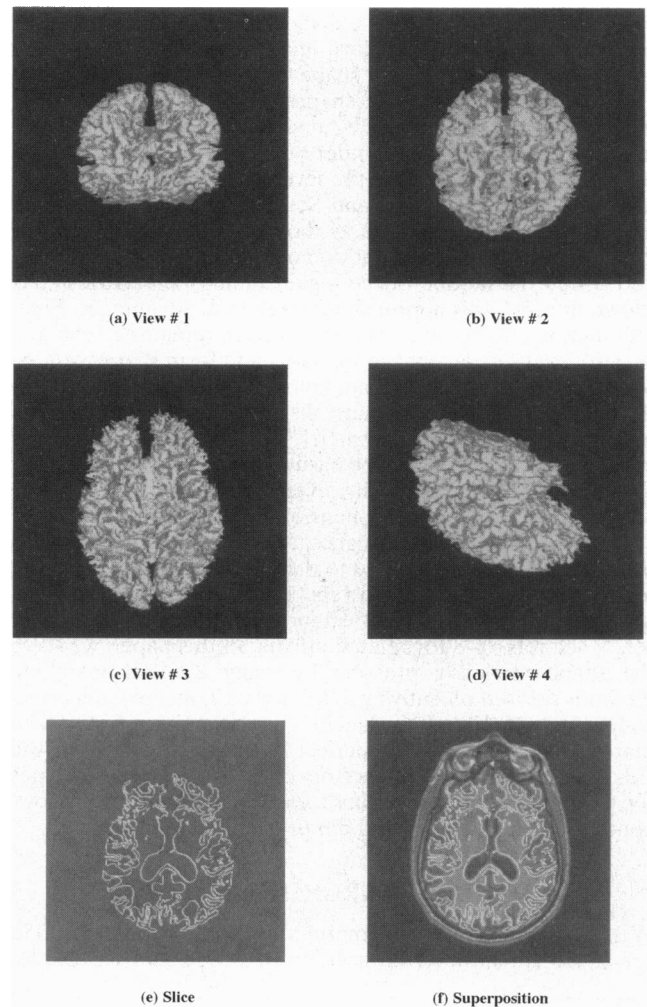 (a) View # 1
(b) View # 2
(c) View # 3
(d) View # 4
(e) Slice
(f) Superposition